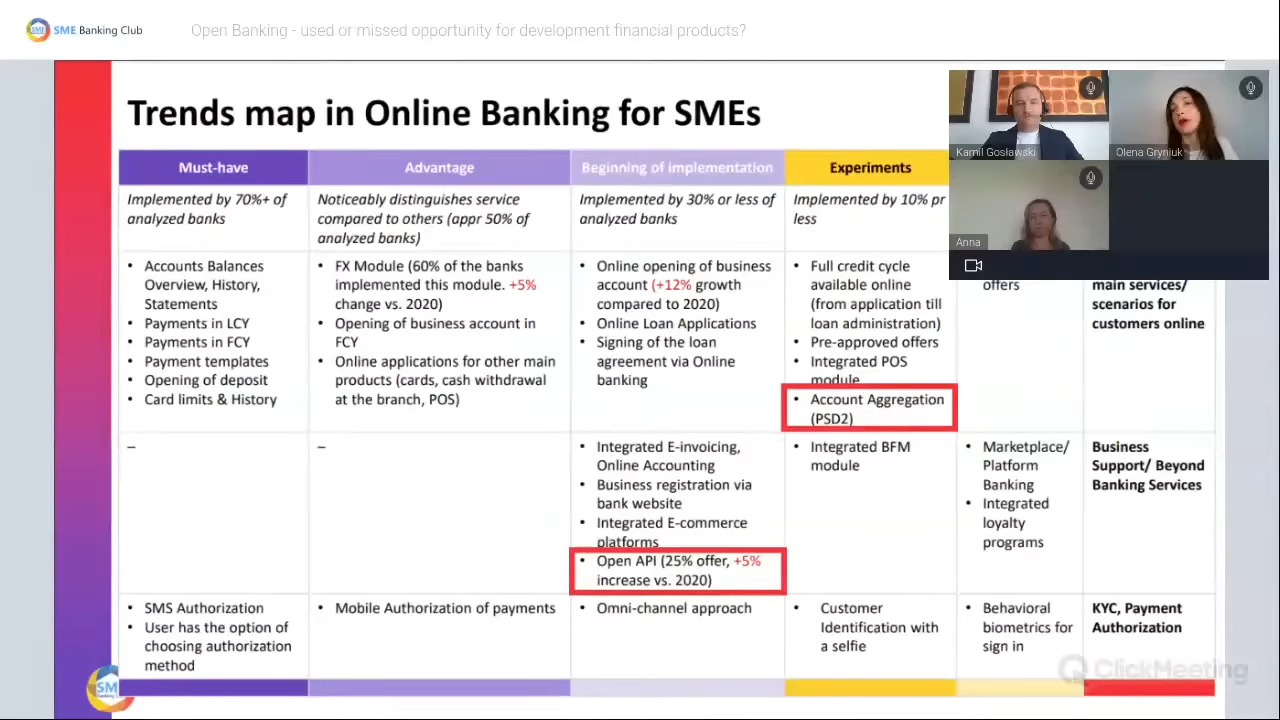 SME Banking Club
Open Banking - used or missed opportunity for development financial products?
Trends map in Online Banking for SMEs
Kamil Gosławski
Olena Gryniuk
Anna
Must-have
Advantage
Beginning of implementation
Experiments
Implemented by 70%+ of
analyzed banks
Noticeably distinguishes service
compared to others (appr 50% of
analyzed banks)
Implemented by 30% or less of
analyzed banks
Implemented by 10% pr
less
• Accounts Balances
Overview, History,
Statements
• Payments in LCY
• Payments in FCY
• Payment templates
• Opening of deposit
• Card limits & History
• FX Module (60% of the banks
implemented this module. +5%
change vs. 2020)
• Opening of business account in
FCY
• Online applications for other main
products (cards, cash withdrawal
at the branch, POS)
• Online opening of business
account (+12% growth
compared to 2020)
• Online Loan Applications
• Signing of the loan
agreement via Online
banking
• Full credit cycle
available online
(from application till
loan administration)
• Pre-approved offers
• Integrated POS
module
• Account Aggregation
(PSD2)
offers
main services/
scenarios for
customers online
–
–
• Integrated E-invoicing,
Online Accounting
• Business registration via
bank website
• Integrated E-commerce
platforms
• Open API (25% offer, +5%
increase vs. 2020)
• Integrated BFM
module
• Marketplace/
Platform
Banking
• Integrated
loyalty
programs
Business
Support/ Beyond
Banking Services
• SMS Authorization
• User has the option of
choosing authorization
method
• Mobile Authorization of payments
• Omni-channel approach
• Customer
Identification with
a selfie
• Behavioral
biometrics for
sign in
KYC, Payment
Authorization
ClickMeeting